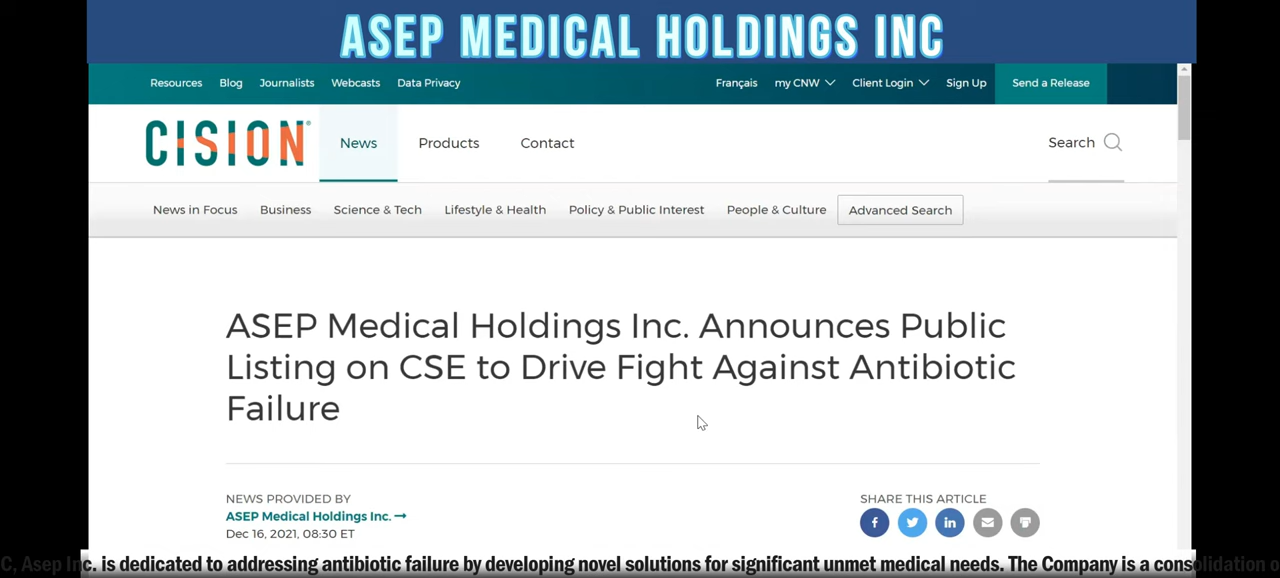 ASEP MEDICAL HOLDINGS INC
Resources Blog Journalists Webcasts Data Privacy Français my CNW Client Login Sign Up Send a Release
CISION® News Products Contact Search
News in Focus Business Science & Tech Lifestyle & Health Policy & Public Interest People & Culture Advanced Search
ASEP Medical Holdings Inc. Announces Public
Listing on CSE to Drive Fight Against Antibiotic
Failure
NEWS PROVIDED BY SHARE THIS ARTICLE
ASEP Medical Holdings Inc. →
Dec 16, 2021, 08:30 ET
C, Asep Inc. is dedicated to addressing antibiotic failure by developing novel solutions for significant unmet medical needs. The Company is a consolidation o